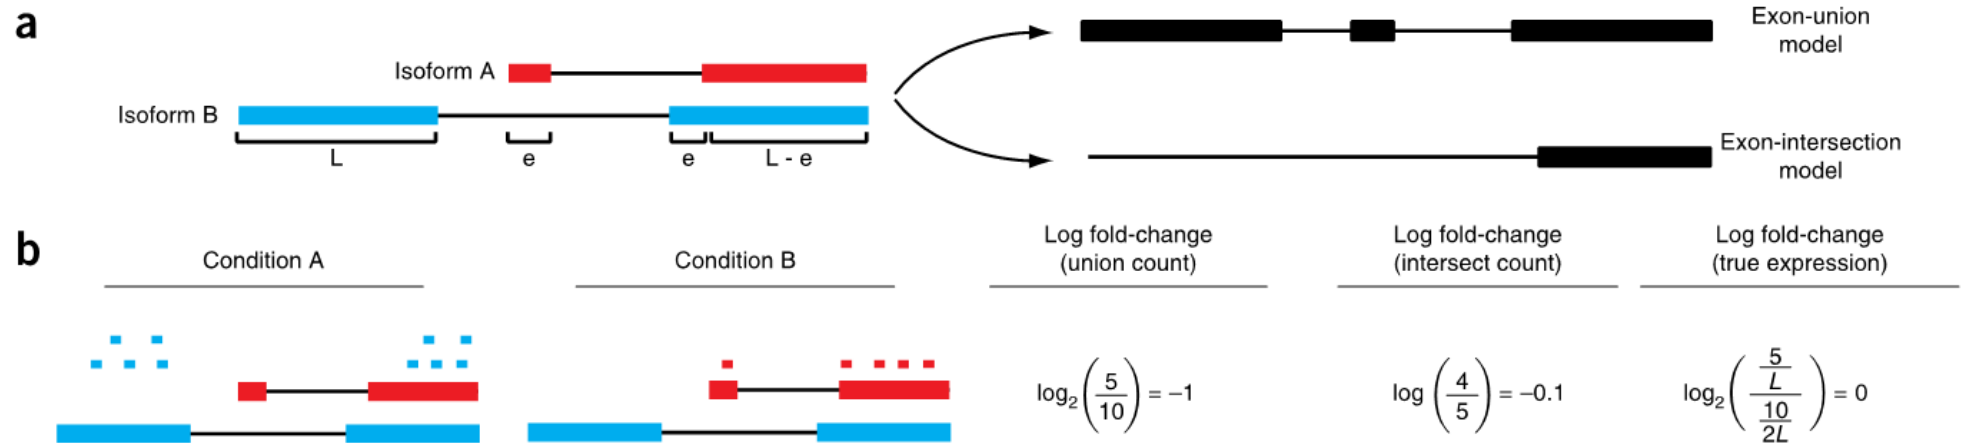 a
Exon-union
model
Isoform A
Isoform B
L
e
e
L - e
Exon-intersection
model
b
Condition A
Condition B
Log fold-change
(union count)
Log fold-change
(intersect count)
Log fold-change
(true expression)
log2(5/10) = −1
log (4/5) = −0.1
log2((5/L)/(10/2L)) = 0